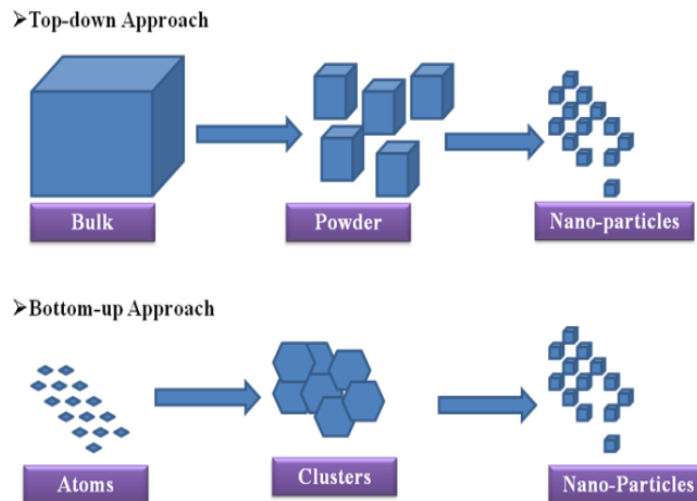 ➢Top-down Approach
Bulk
Powder
Nano-particles
➢Bottom-up Approach
Atoms
Clusters
Nano-Particles